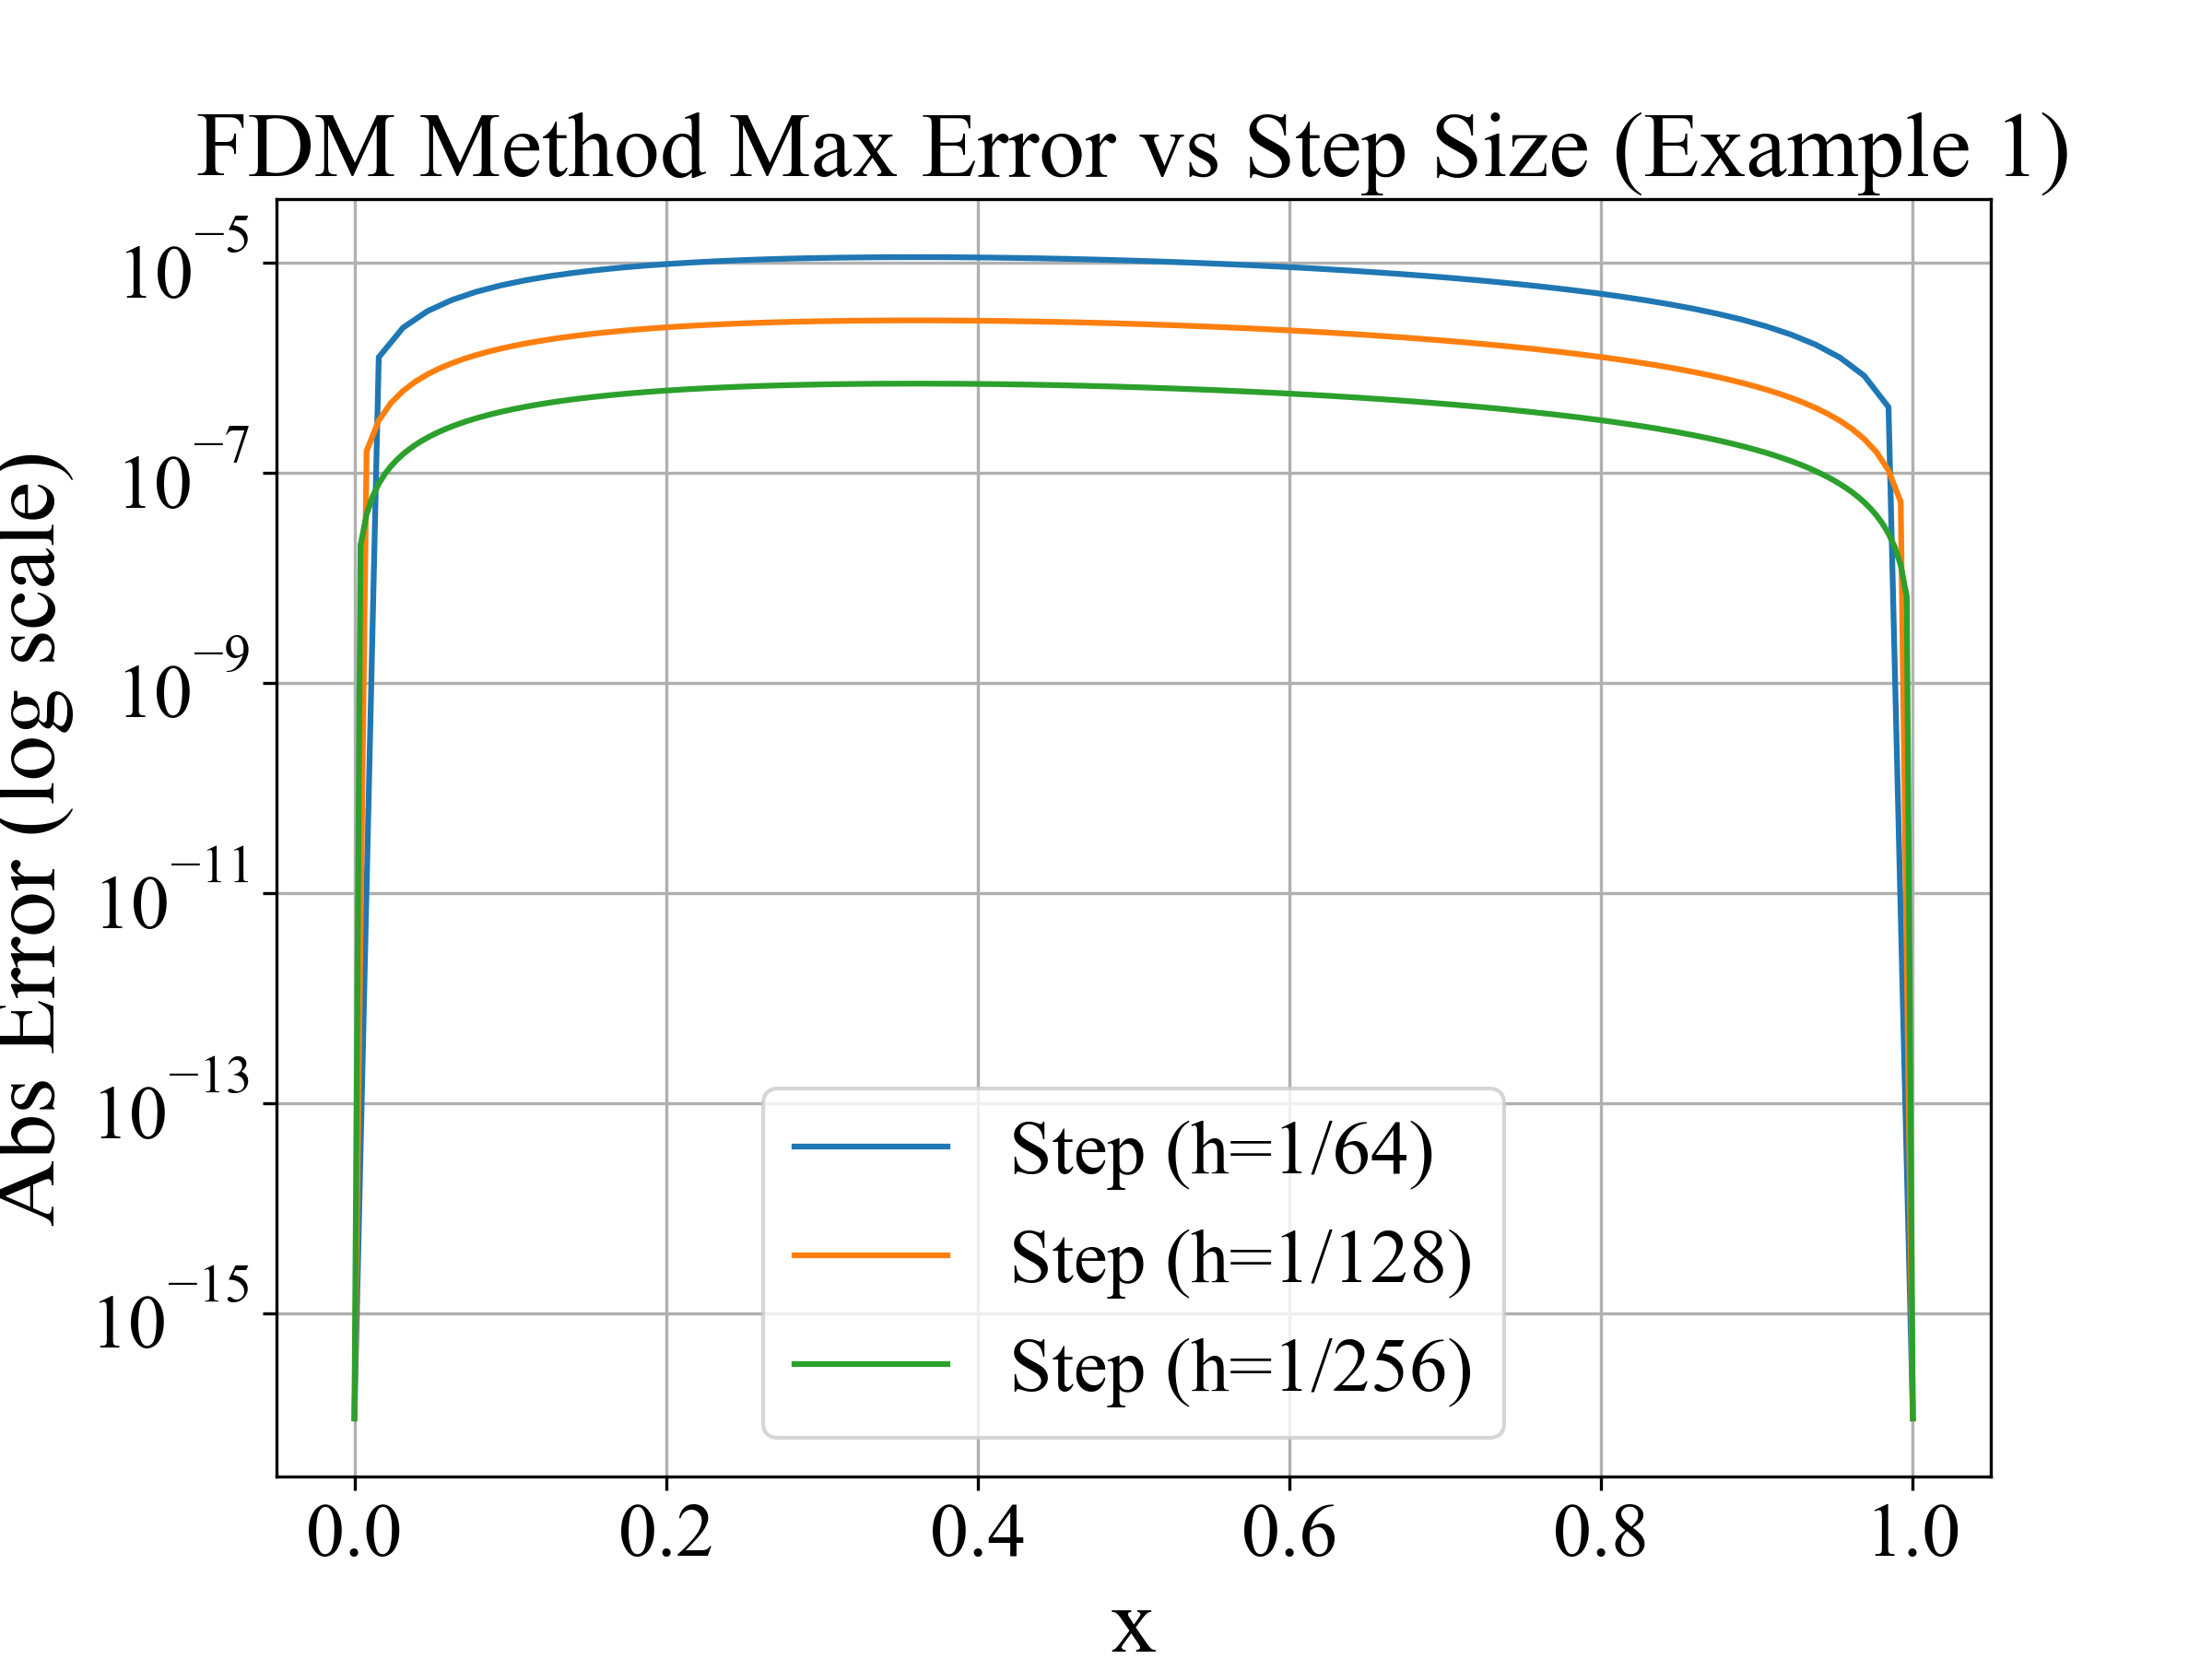 FDM Method Max Error vs Step Size (Example 1)
Abs Error (log scale)
10⁻⁵
10⁻⁷
10⁻⁹
10⁻¹¹
10⁻¹³
10⁻¹⁵
Step (h=1/64)
Step (h=1/128)
Step (h=1/256)
0.0 0.2 0.4 0.6 0.8 1.0
x